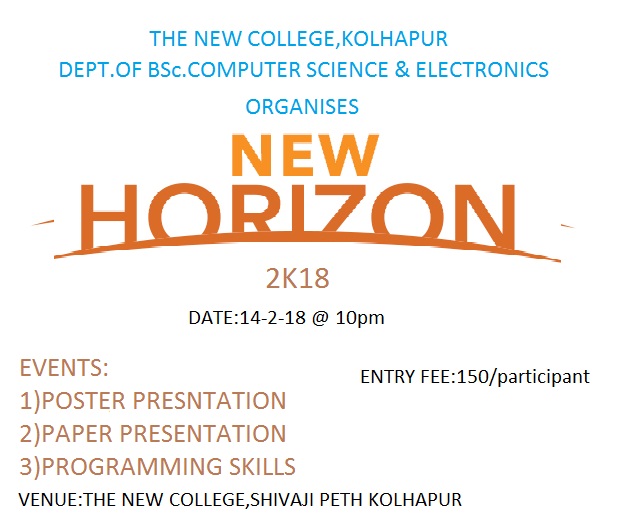 THE NEW COLLEGE,KOLHAPUR
DEPT.OF BSc.COMPUTER SCIENCE & ELECTRONICS
ORGANISES
NEW
HORIZON
2K18
DATE:14-2-18 @ 10pm
EVENTS:
ENTRY FEE:150/participant
1)POSTER PRESNTATION
2)PAPER PRESENTATION
3)PROGRAMMING SKILLS
VENUE:THE NEW COLLEGE,SHIVAJI PETH KOLHAPUR